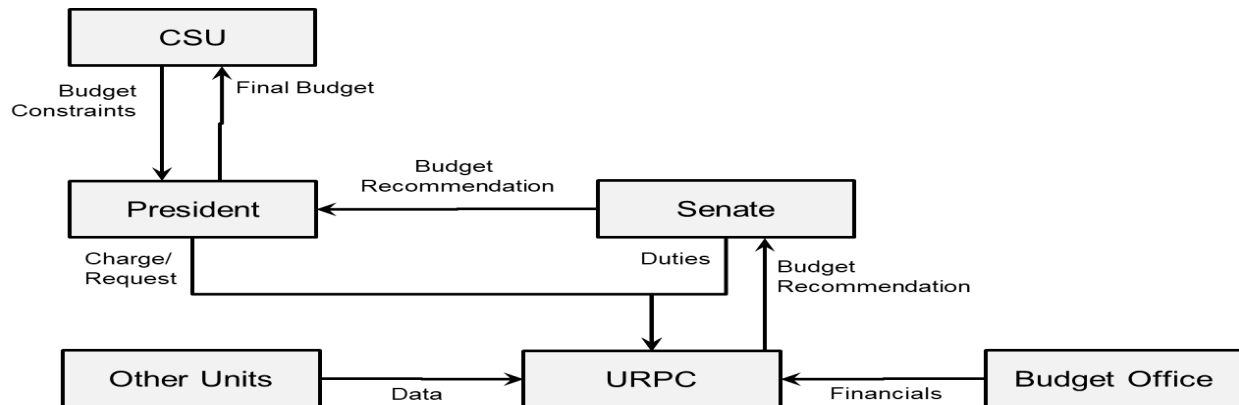 CSU
Budget
Constraints
Final Budget
Budget
Recommendation
President
Senate
Charge/
Request
Duties
Budget
Recommendation
Other Units
Data
URPC
Financials
Budget Office